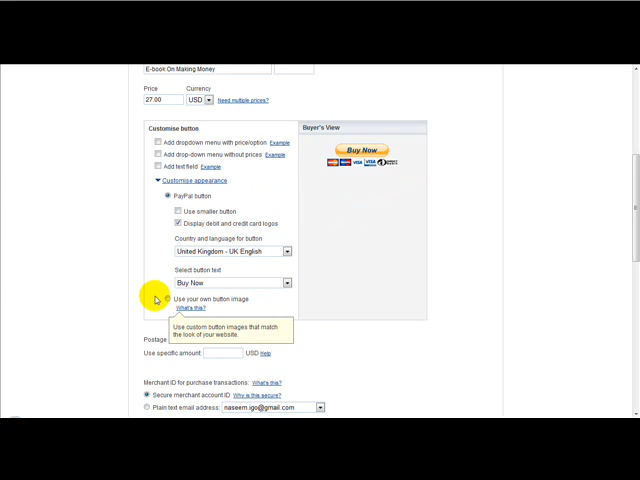 E-book On Making Money
Price
Currency
27.00
USD
Need multiple prices?
Customise button
Buyer's View
Add dropdown menu with price/option Example
Add drop-down menu without prices Example
Add text field Example
Customise appearance
PayPal button
Use smaller button
Display debit and credit card logos
Country and language for button
United Kingdom - UK English
Select button text
Buy Now
Use your own button image
What's this?
Use custom button images that match
the look of your website.
Buy Now
VISA VISA
Postage
Use specific amount:
USD Help
Merchant ID for purchase transactions: What's this?
Secure merchant account ID Why is this secure?
Plain text email address: naseem.igo@gmail.com